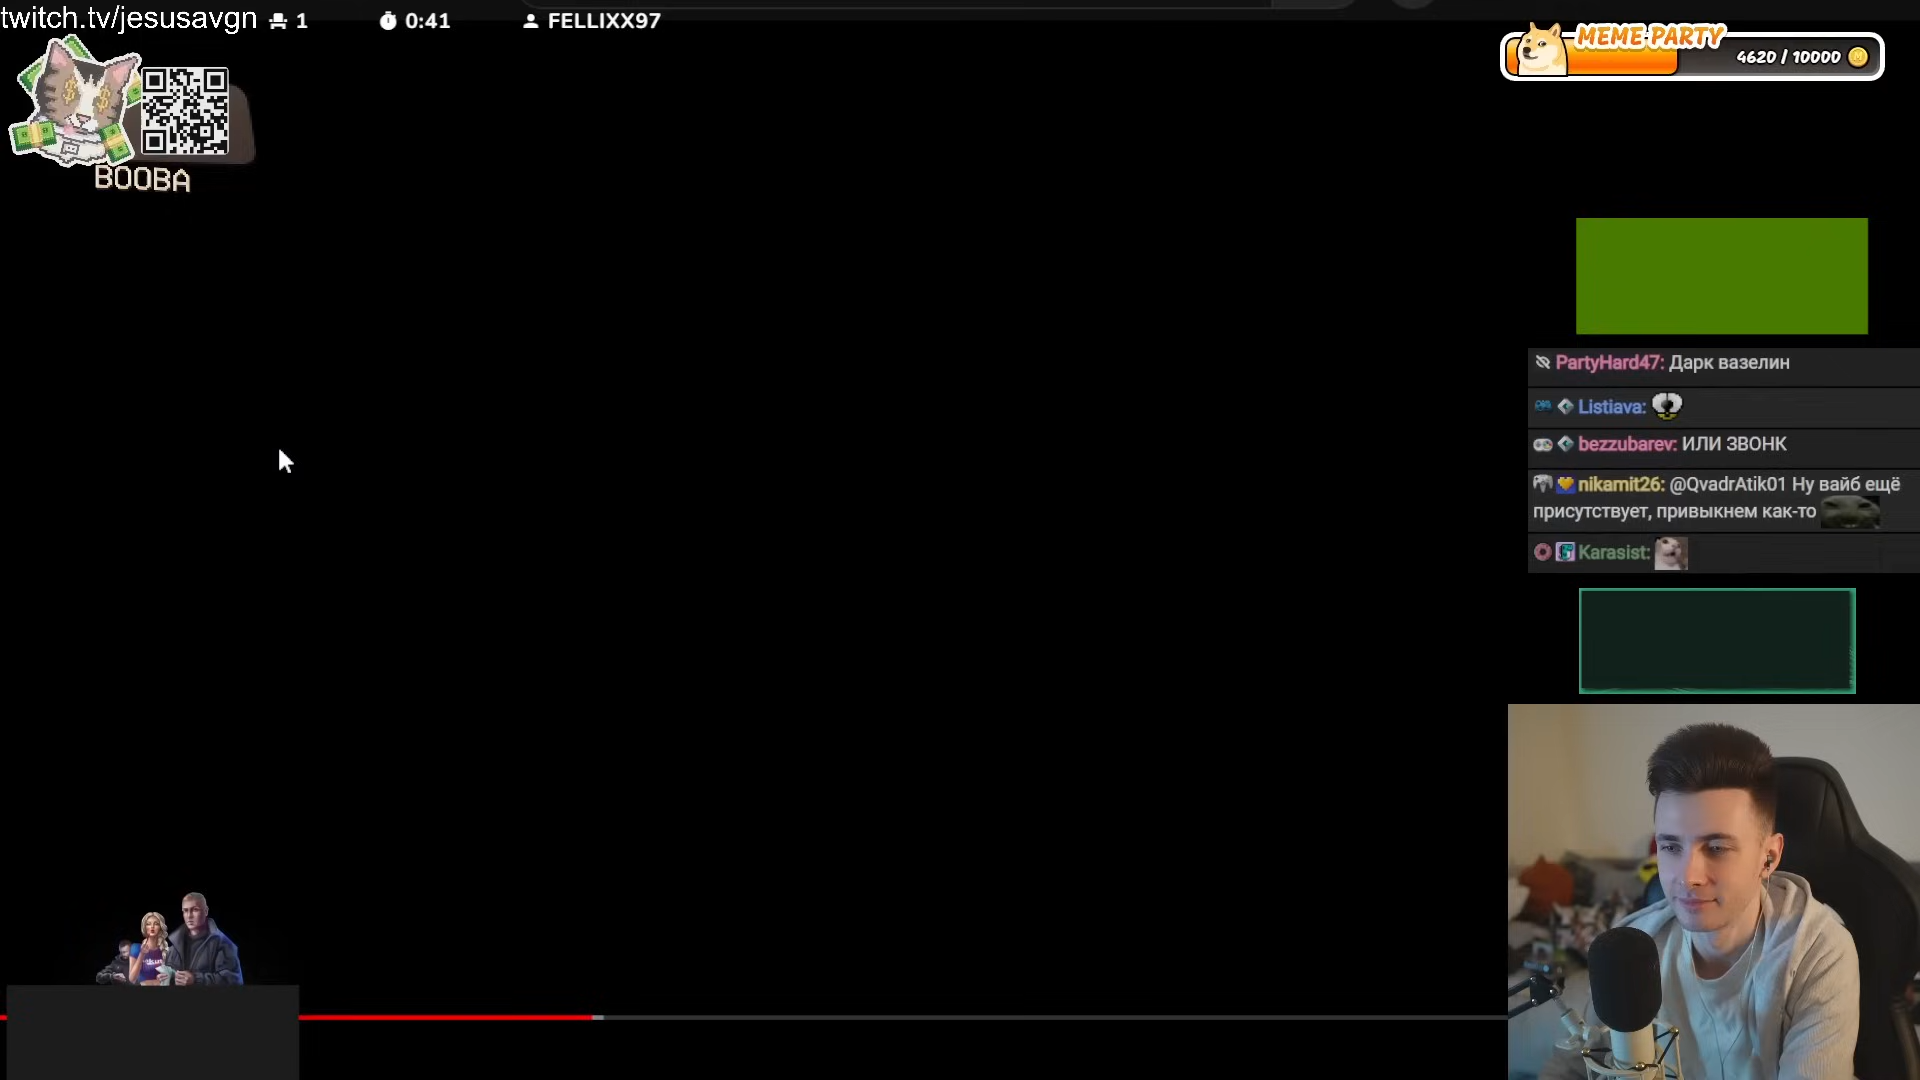 twitch.tv/jesusavgn 1 0:41 FELLIXX97
MEME PARTY
4620 / 10000
BOOBA
PartyHard47: Дарк вазелин
Listiava:
bezzubarev: ИЛИ ЗВОНК
nikamit26: @QvadrAtik01 Ну вайб ещё
присутствует, привыкнем как-то
Karasist: